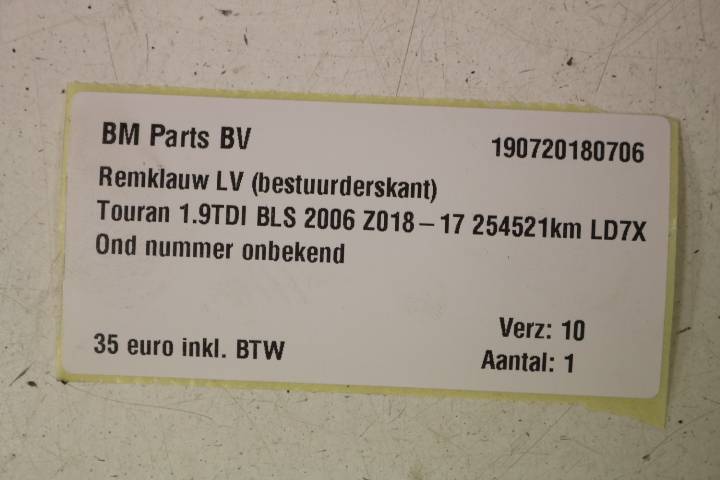 BM Parts BV 190720180706
Remklauw LV (bestuurderskant)
Touran 1.9TDI BLS 2006 Z018-17 254521km LD7X
Ond nummer onbekend
Verz: 10
35 euro inkl. BTW Aantal: 1